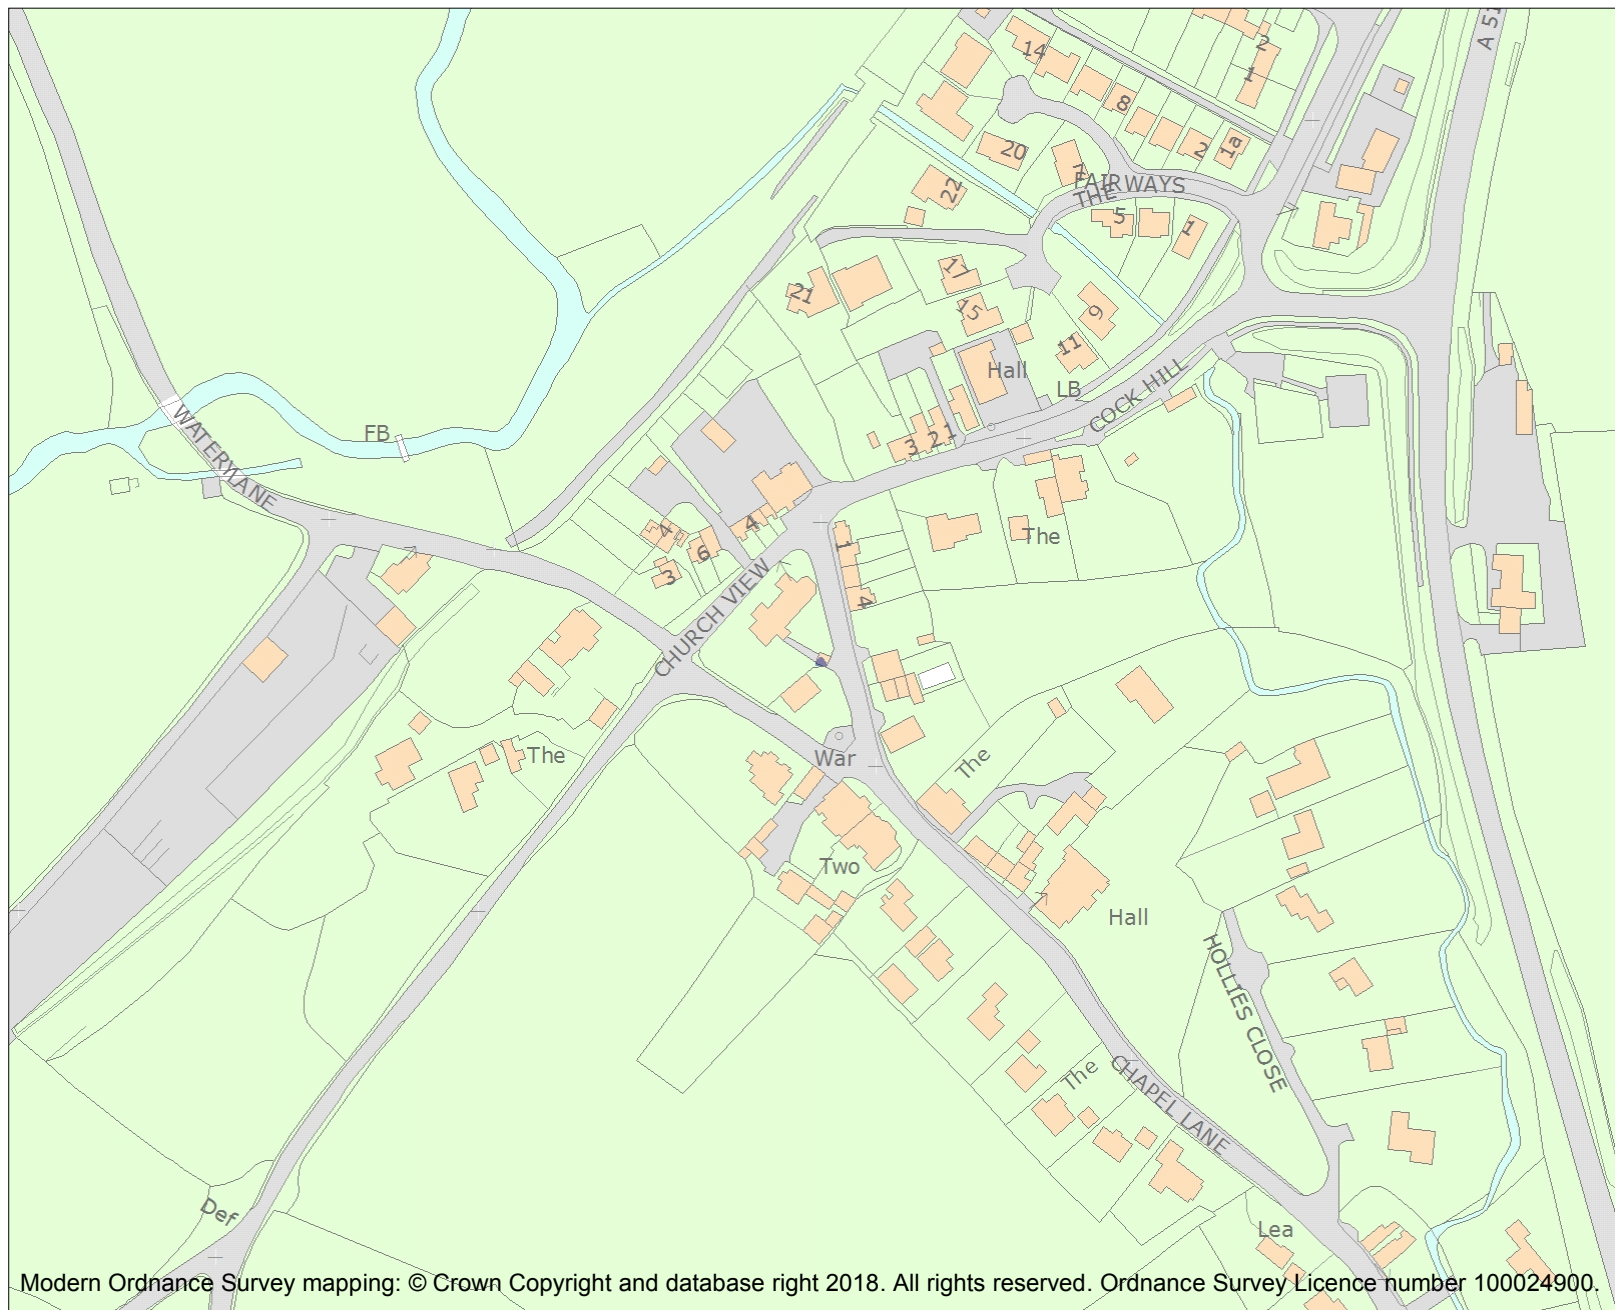 A 51
14
2
1
8
20
2
1a
7
THE
FAIRWAYS
22
5
1
21
17
15
9
11
Hall
LB
COCK HILL
WATER LANE
FB
3
2
1
4
4
6
3
1
4
The
CHURCH VIEW
The
War
The
Two
Hall
HOLLIES CLOSE
The
CHAPEL LANE
Def
Lea
Modern Ordnance Survey mapping: © Crown Copyright and database right 2018. All rights reserved. Ordnance Survey Licence number 100024900.